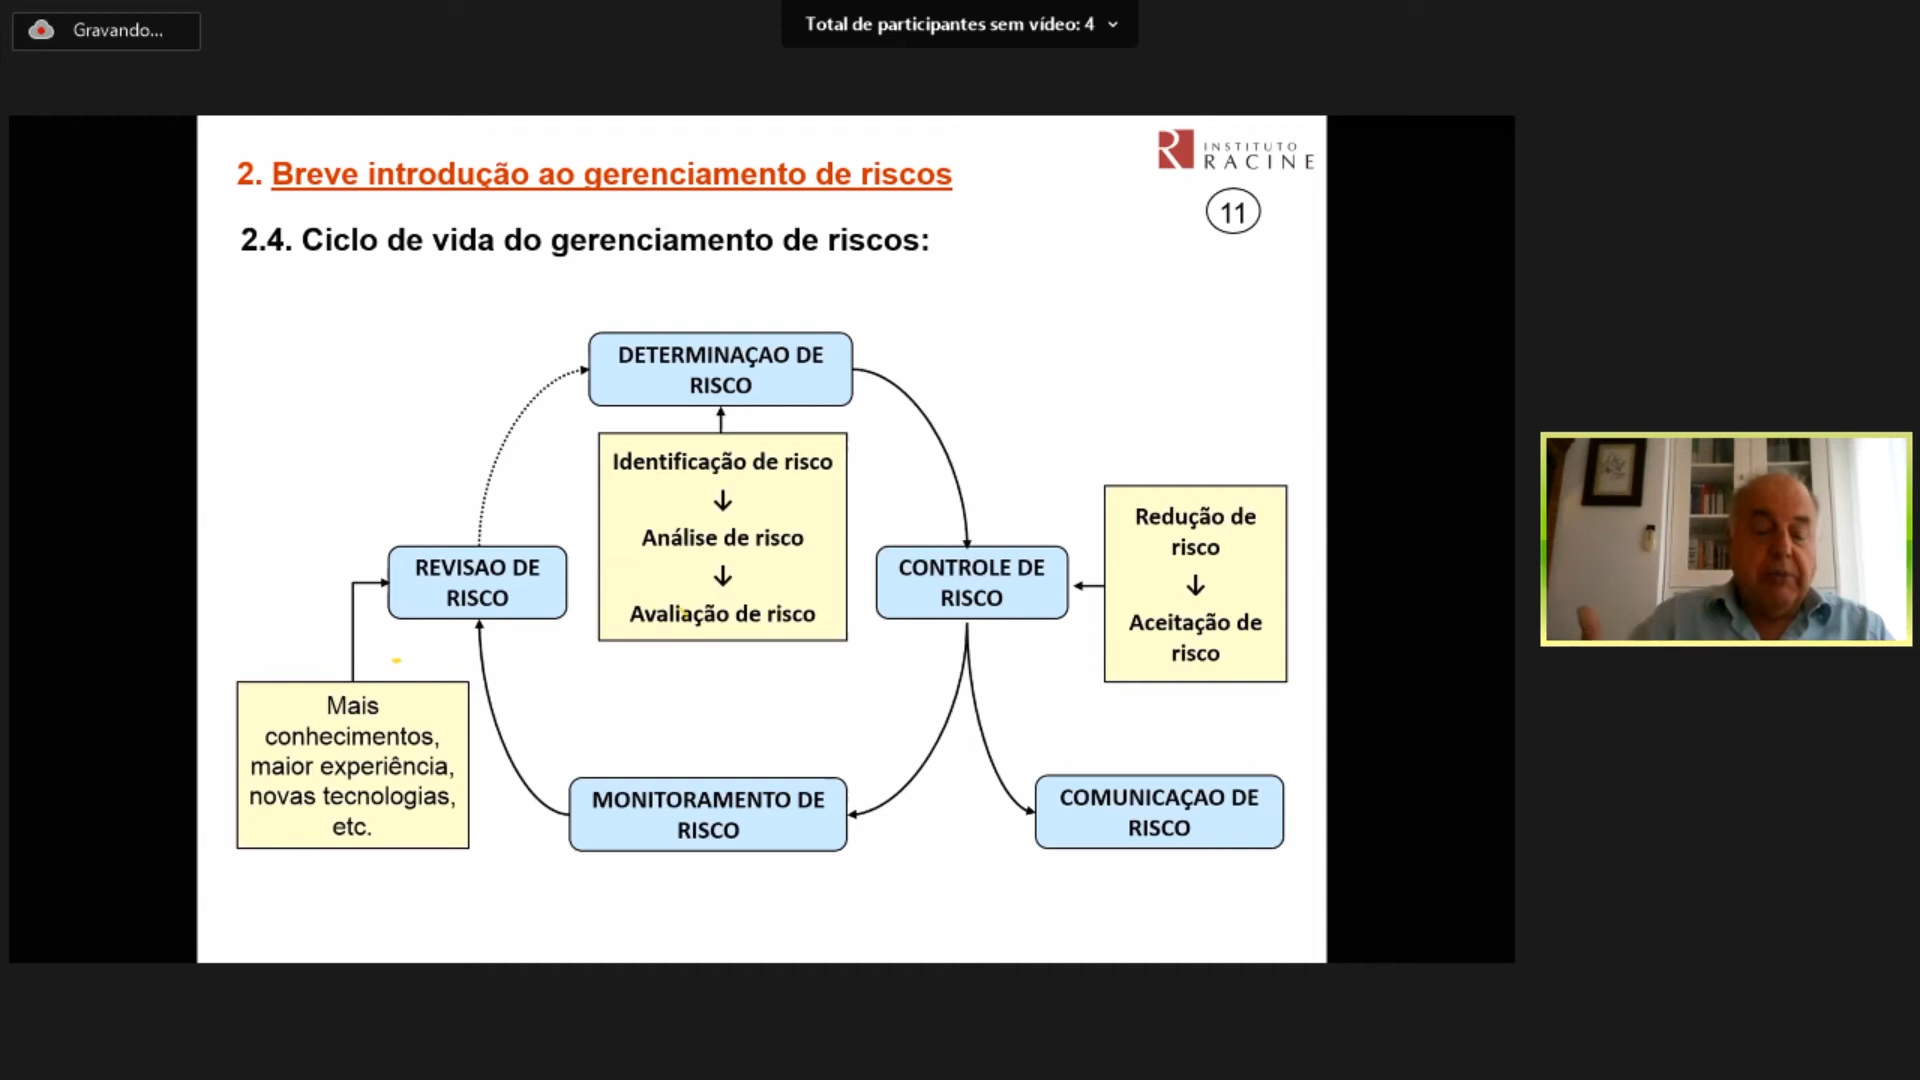 Gravando...
Total de participantes sem vídeo: 4
INSTITUTO
RACINE
2. Breve introdução ao gerenciamento de riscos
11
2.4. Ciclo de vida do gerenciamento de riscos:
DETERMINAÇAO DE
RISCO
Identificação de risco
Análise de risco
Avaliação de risco
REVISAO DE
RISCO
CONTROLE DE
RISCO
Redução de
risco
Aceitação de
risco
Mais
conhecimentos,
maior experiência,
novas tecnologias,
etc.
MONITORAMENTO DE
RISCO
COMUNICAÇAO DE
RISCO